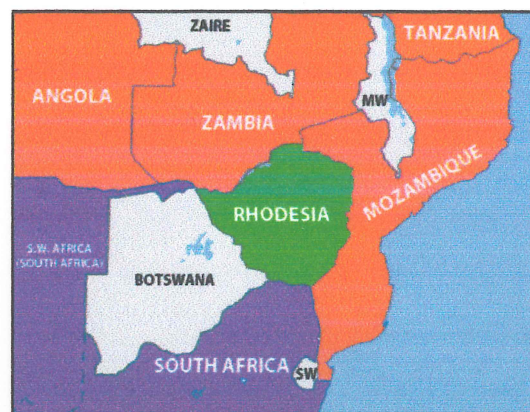 ZAIRE
TANZANIA
ANGOLA
MW
ZAMBIA
MOZAMBIQUE
RHODESIA
S.W. AFRICA
(SOUTH AFRICA)
BOTSWANA
SOUTH AFRICA
SW